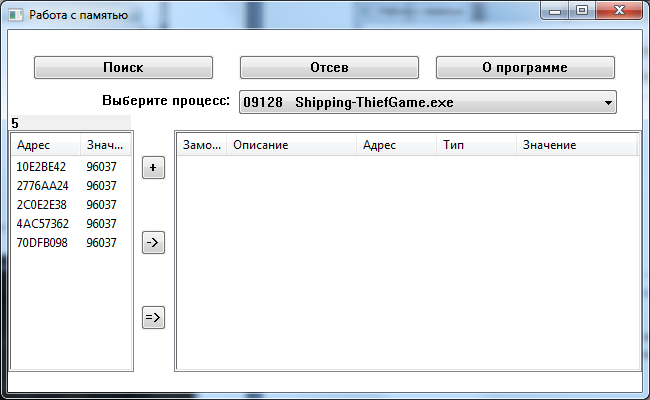 Работа с памятью
Поиск Отсев О программе
Выберите процесс: 09128 Shipping-ThiefGame.exe
5
Адрес Знач... Замо... Описание Адрес Тип Значение
10E2BE42 96037 +
2776AA24 96037
2C0E2E38 96037
4AC57362 96037
70DFB098 96037
->
=>